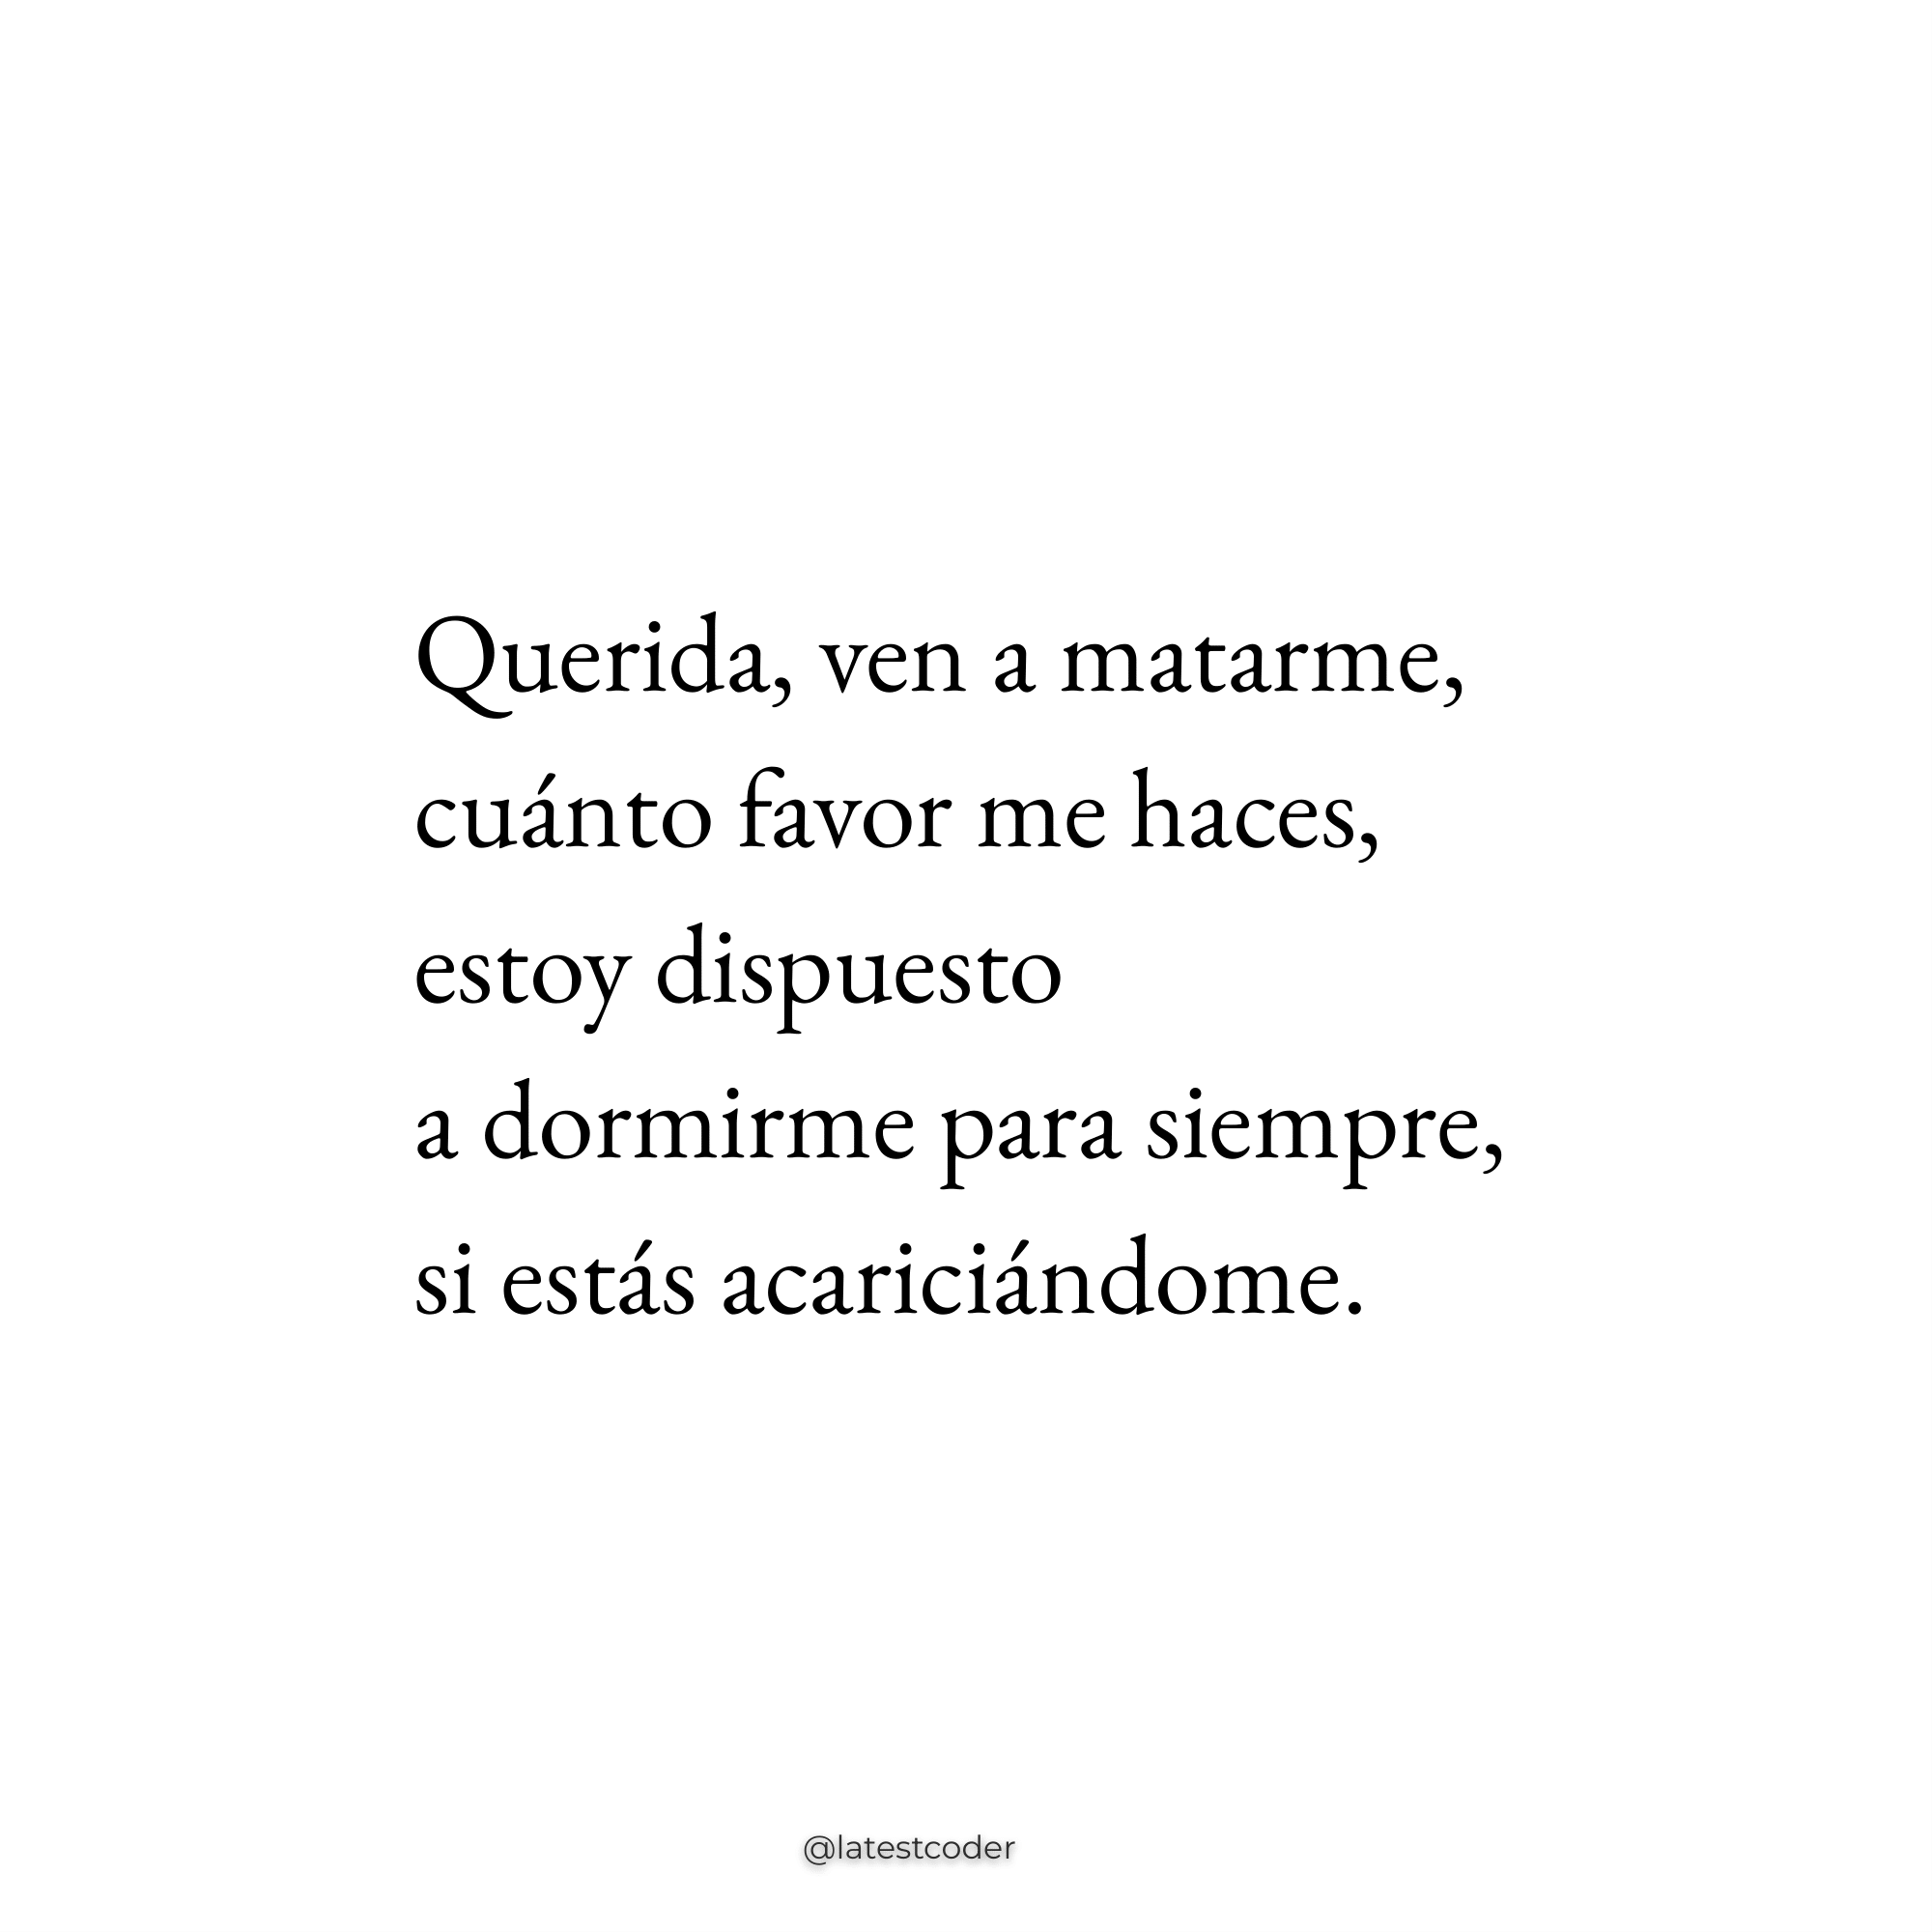 Querida, ven a matarme,
cuánto favor me haces,
estoy dispuesto
a dormirme para siempre,
si estás acariciándome.
@latestcoder